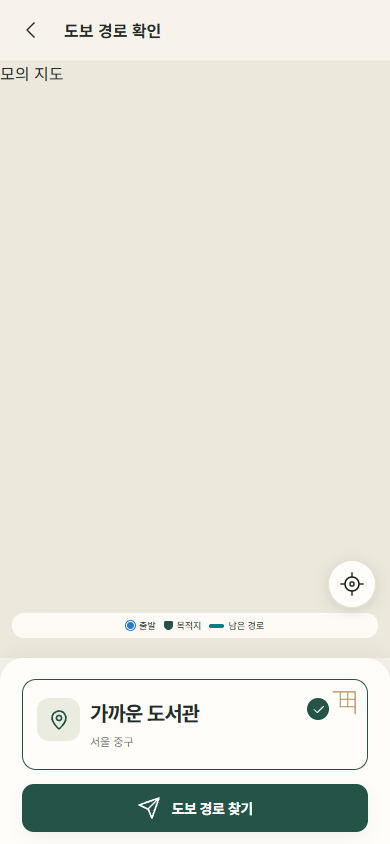 도보 경로 확인
모의 지도
출발 목적지 남은 경로
가까운 도서관
서울 중구
도보 경로 찾기